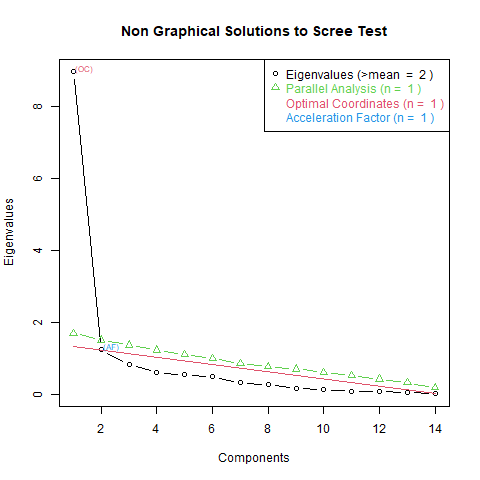 Non Graphical Solutions to Scree Test
(OC)
Eigenvalues (>mean = 2 )
Parallel Analysis (n = 1 )
Optimal Coordinates (n = 1 )
Acceleration Factor (n = 1 )
8
6
4
2
0
Eigenvalues
(AF)
2 4 6 8 10 12 14
Components